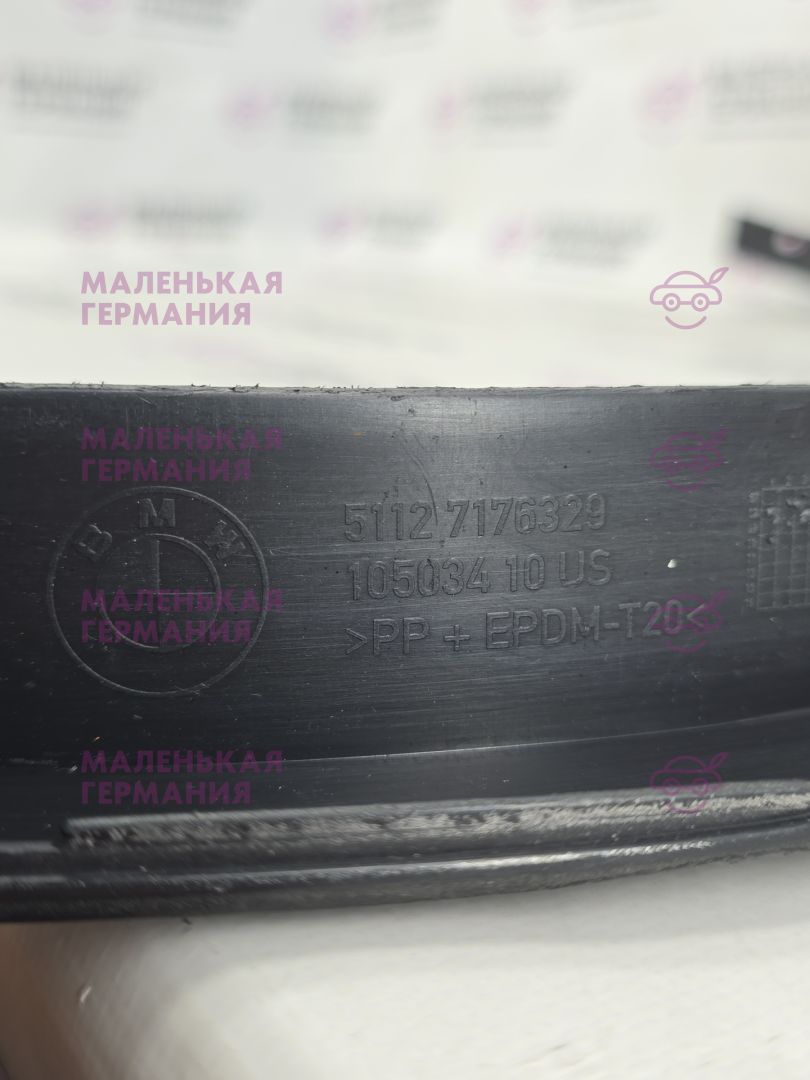 МАЛЕНЬКАЯ
ГЕРМАНИЯ
МАЛЕНЬКАЯ
ГЕРМАНИЯ
BMW
5112 7176329
105034 10 US
>PP + EPDM-T20<
МАЛЕНЬКАЯ
ГЕРМАНИЯ
МАЛЕНЬКАЯ
ГЕРМАНИЯ